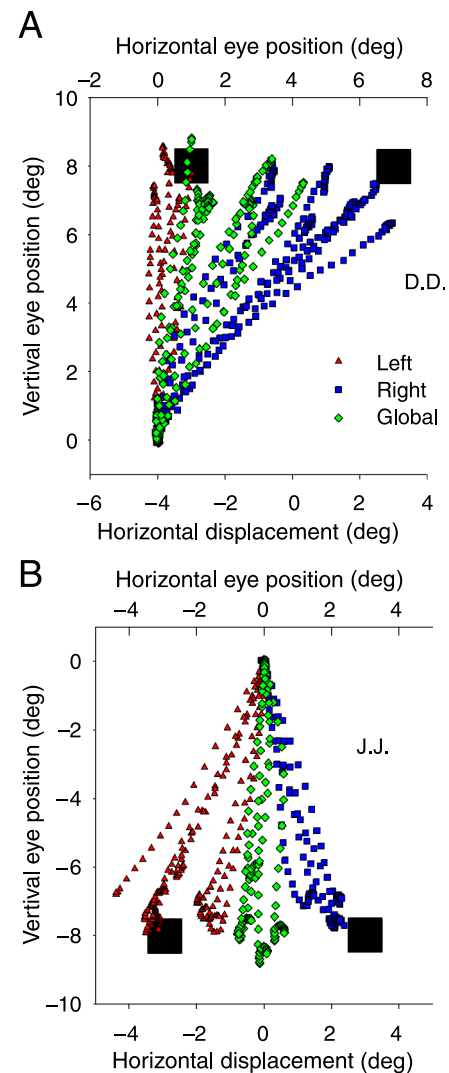 A
Horizontal eye position (deg)
−2 0 2 4 6 8
10
8
6
4
2
0
Vertival eye position (deg)
D.D.
Left
Right
Global
−6 −4 −2 0 2 4
Horizontal displacement (deg)
B
Horizontal eye position (deg)
−4 −2 0 2 4
0
−2
−4
−6
−8
−10
Vertical eye position (deg)
J.J.
−4 −2 0 2 4
Horizontal displacement (deg)